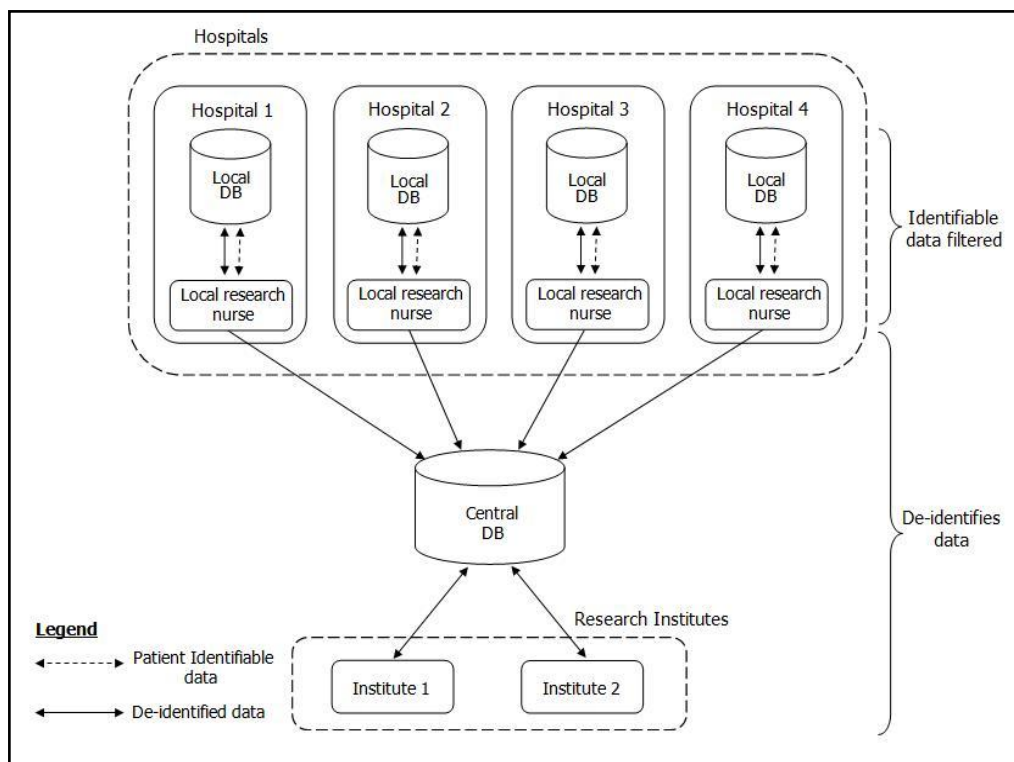 Hospitals
Hospital 1
Local
DB
Local research
nurse
Hospital 2
Local
DB
Local research
nurse
Hospital 3
Local
DB
Local research
nurse
Hospital 4
Local
DB
Local research
nurse
Identifiable
data filtered
Central
DB
De-identifies
data
Research Institutes
Institute 1
Institute 2
Legend
Patient Identifiable
data
De-identified data